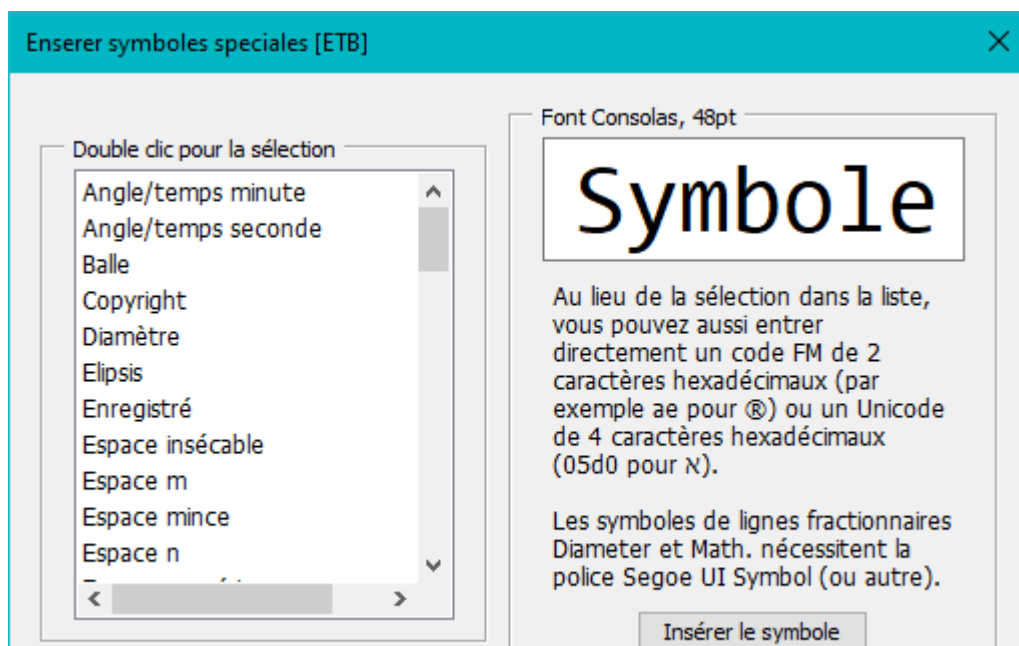 Enserer symboles speciales [ETB]
Double clic pour la sélection
Angle/temps minute
Angle/temps seconde
Balle
Copyright
Diamètre
Elipsis
Enregistré
Espace insécable
Espace m
Espace mince
Espace n
Font Consolas, 48pt
Symbole
Au lieu de la sélection dans la liste,
vous pouvez aussi entrer
directement un code FM de 2
caractères hexadécimaux (par
exemple ae pour ®) ou un Unicode
de 4 caractères hexadécimaux
(05d0 pour א).
Les symboles de lignes fractionnaires
Diameter et Math. nécessitent la
police Segoe UI Symbol (ou autre).
Insérer le symbole